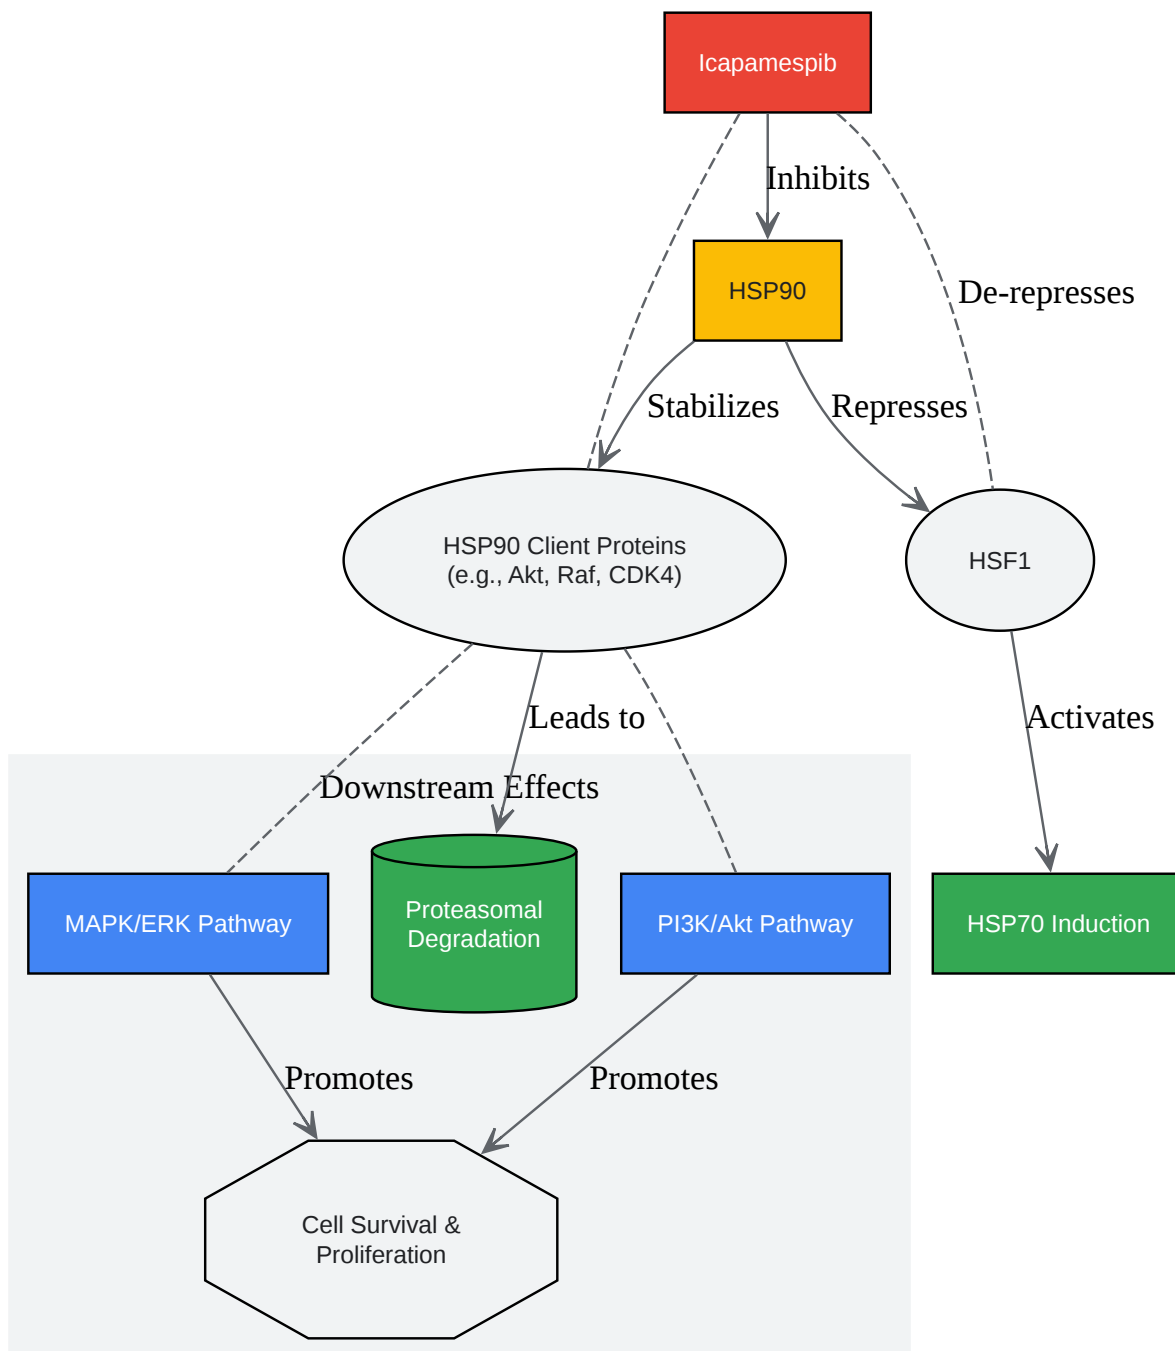 Icapamespib
Inhibits
HSP90
De-represses
Stabilizes
Represses
HSP90 Client Proteins
(e.g., Akt, Raf, CDK4)
HSF1
Leads to
Activates
Downstream Effects
MAPK/ERK Pathway
Proteasomal
Degradation
PI3K/Akt Pathway
HSP70 Induction
Promotes
Promotes
Cell Survival &
Proliferation